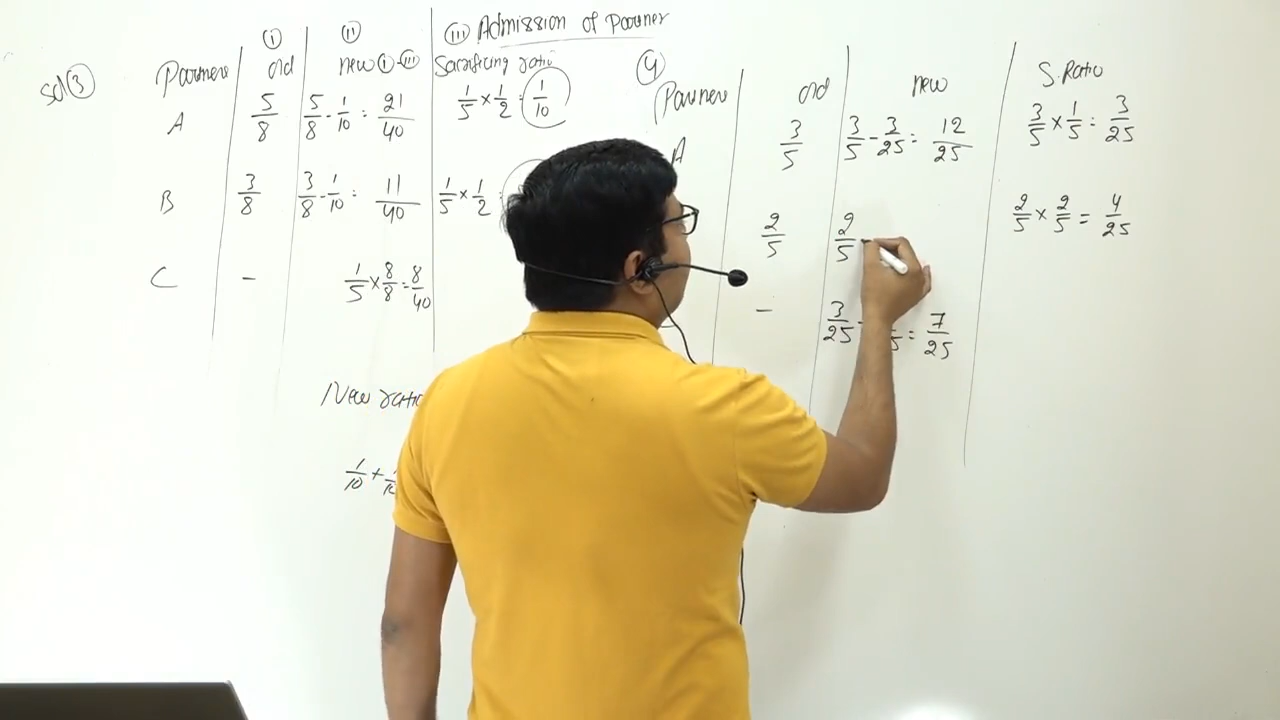 (III) Admission of Partner
(I) (II)
Sol (3) Partners old new (I)-(III) Sacrificing ratio
A 5/8 5/8 - 1/10 = 21/40 1/5 × 1/2 = 1/10
B 3/8 3/8 - 1/10 = 11/40 1/5 × 1/2 =
C - 1/5 × 8/8 = 8/40
New ratio
1/10 +
(4)
Partners old new S.Ratio
A 3/5 3/5 - 3/25 = 12/25 3/5 × 1/5 = 3/25
2/5 2/5 - 2/5 × 2/5 = 4/25
- 3/25 = 7/25